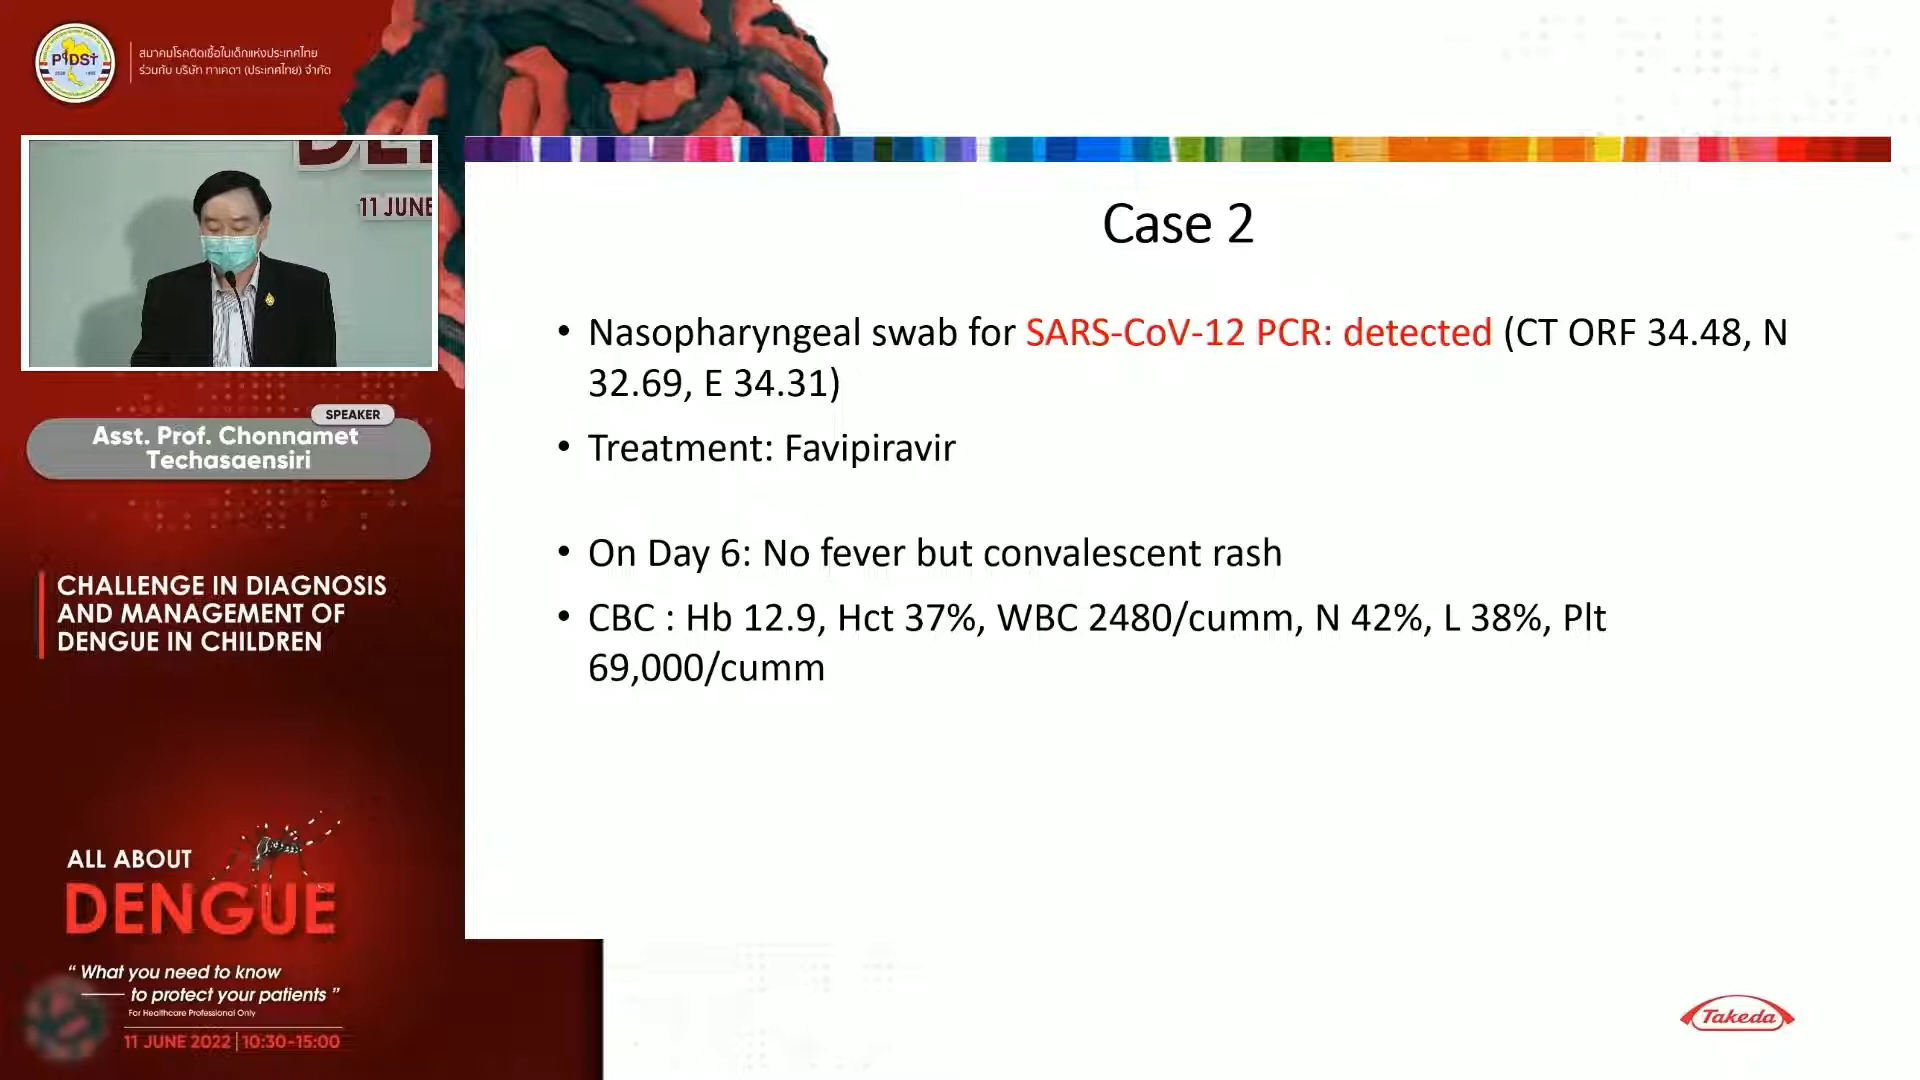 PIDST
สมาคมโรคติดเชื้อในเด็กแห่งประเทศไทย
ร่วมกับ บริษัท ทาเคดา (ประเทศไทย) จำกัด
11 JUNE
SPEAKER
Asst. Prof. Chonnamet
Techasaensiri
CHALLENGE IN DIAGNOSIS
AND MANAGEMENT OF
DENGUE IN CHILDREN
ALL ABOUT
DENGUE
“ What you need to know
to protect your patients ”
For Healthcare Professional Only
11 JUNE 2022 | 10:30-15:00
Case 2
• Nasopharyngeal swab for SARS-CoV-12 PCR: detected (CT ORF 34.48, N
32.69, E 34.31)
• Treatment: Favipiravir
• On Day 6: No fever but convalescent rash
• CBC : Hb 12.9, Hct 37%, WBC 2480/cumm, N 42%, L 38%, Plt
69,000/cumm
Takeda